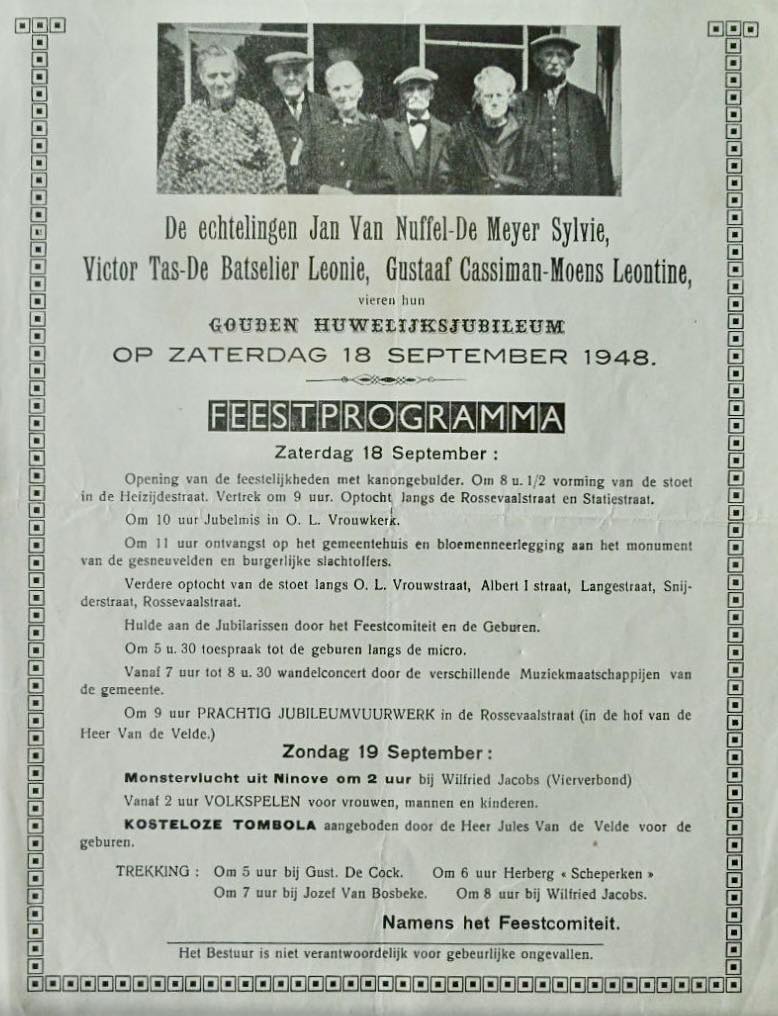 De echtelingen Jan Van Nuffel-De Meyer Sylvie,
Victor Tas-De Batselier Leonie, Gustaaf Cassiman-Moens Leontine,
vieren hun
GOUDEN HUWELIJKSJUBILEUM
OP ZATERDAG 18 SEPTEMBER 1948.
FEESTPROGRAMMA
Zaterdag 18 September :
Opening van de feestelijkheden met kanongebulder. Om 8 u. 1/2 vorming van de stoet
in de Heizijdestraat. Vertrek om 9 uur. Optocht langs de Rossevaalstraat en Statiestraat.
Om 10 uur Jubelmis in O. L. Vrouwkerk.
Om 11 uur ontvangst op het gemeentehuis en bloemenneerlegging aan het monument
van de gesneuvelden en burgerlijke slachtoffers.
Verdere optocht van de stoet langs O. L. Vrouwstraat, Albert I straat, Langestraat, Snij-
derstraat, Rossevaalstraat.
Hulde aan de Jubilarissen door het Feestcomiteit en de Geburen.
Om 5 u. 30 toespraak tot de geburen langs de micro.
Vanaf 7 uur tot 8 u. 30 wandelconcert door de verschillende Muziekmaatschappijen van
de gemeente.
Om 9 uur PRACHTIG JUBILEUMVUURWERK in de Rossevaalstraat (in de hof van de
Heer Van de Velde.)
Zondag 19 September :
Monstervlucht uit Ninove om 2 uur bij Wilfried Jacobs (Vierverbond)
Vanaf 2 uur VOLKSPELEN voor vrouwen, mannen en kinderen.
KOSTELOZE TOMBOLA aangeboden door de Heer Jules Van de Velde voor de
geburen.
TREKKING : Om 5 uur bij Gust. De Cock. Om 6 uur Herberg « Scheperken »
Om 7 uur bij Jozef Van Bosbeke. Om 8 uur bij Wilfried Jacobs.
Namens het Feestcomiteit.
Het Bestuur is niet verantwoordelijk voor gebeurlijke ongevallen.